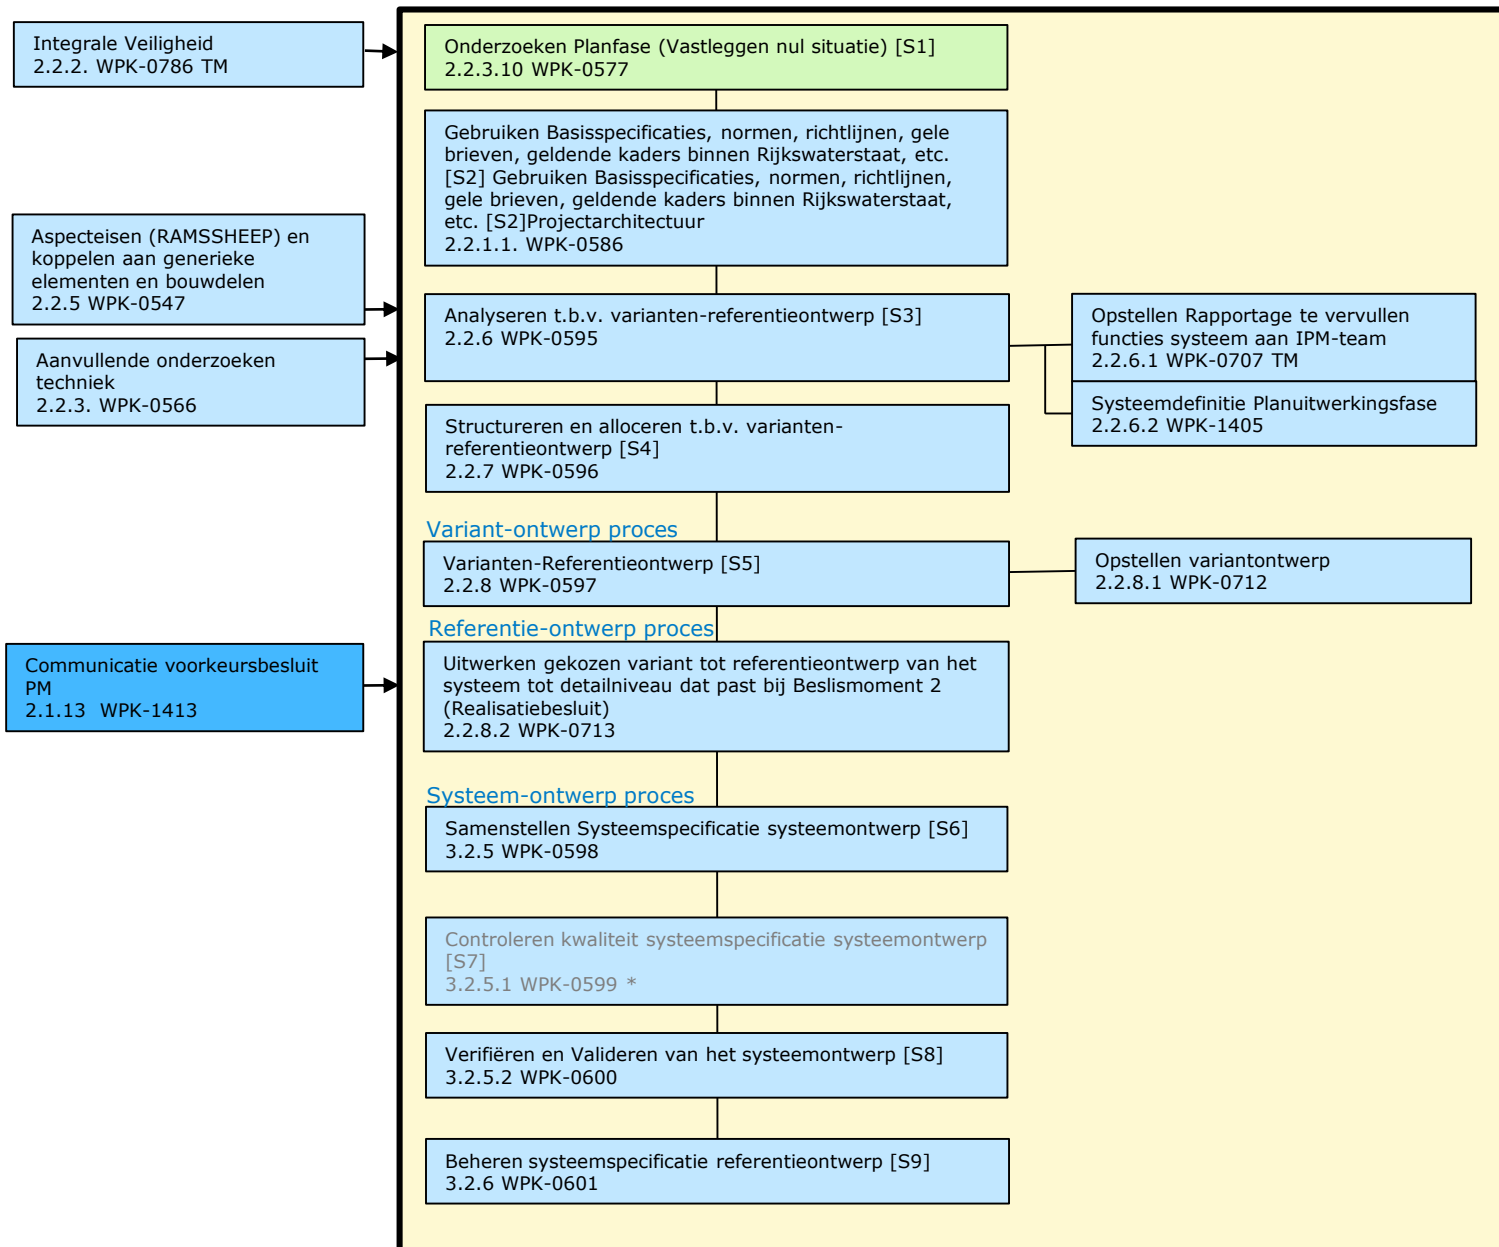 Integrale Veiligheid
2.2.2. WPK-0786 TM
Onderzoeken Planfase (Vastleggen nul situatie) [S1]
2.2.3.10 WPK-0577
Gebruiken Basisspecificaties, normen, richtlijnen, gele
brieven, geldende kaders binnen Rijkswaterstaat, etc.
[S2] Gebruiken Basisspecificaties, normen, richtlijnen,
gele brieven, geldende kaders binnen Rijkswaterstaat,
etc. [S2]Projectarchitectuur
2.2.1.1. WPK-0586
Aspecteisen (RAMSSHEEP) en
koppelen aan generieke
elementen en bouwdelen
2.2.5 WPK-0547
Analyseren t.b.v. varianten-referentieontwerp [S3]
2.2.6 WPK-0595
Opstellen Rapportage te vervullen
functies systeem aan IPM-team
2.2.6.1 WPK-0707 TM
Aanvullende onderzoeken
techniek
2.2.3. WPK-0566
Systeemdefinitie Planuitwerkingsfase
2.2.6.2 WPK-1405
Structureren en alloceren t.b.v. varianten-
referentieontwerp [S4]
2.2.7 WPK-0596
Variant-ontwerp proces
Varianten-Referentieontwerp [S5]
2.2.8 WPK-0597
Opstellen variantontwerp
2.2.8.1 WPK-0712
Referentie-ontwerp proces
Communicatie voorkeursbesluit
PM
2.1.13  WPK-1413
Uitwerken gekozen variant tot referentieontwerp van het
systeem tot detailniveau dat past bij Beslismoment 2
(Realisatiebesluit)
2.2.8.2 WPK-0713
Systeem-ontwerp proces
Samenstellen Systeemspecificatie systeemontwerp [S6]
3.2.5 WPK-0598
Controleren kwaliteit systeemspecificatie systeemontwerp
[S7]
3.2.5.1 WPK-0599 *
Verifiëren en Valideren van het systeemontwerp [S8]
3.2.5.2 WPK-0600
Beheren systeemspecificatie referentieontwerp [S9]
3.2.6 WPK-0601